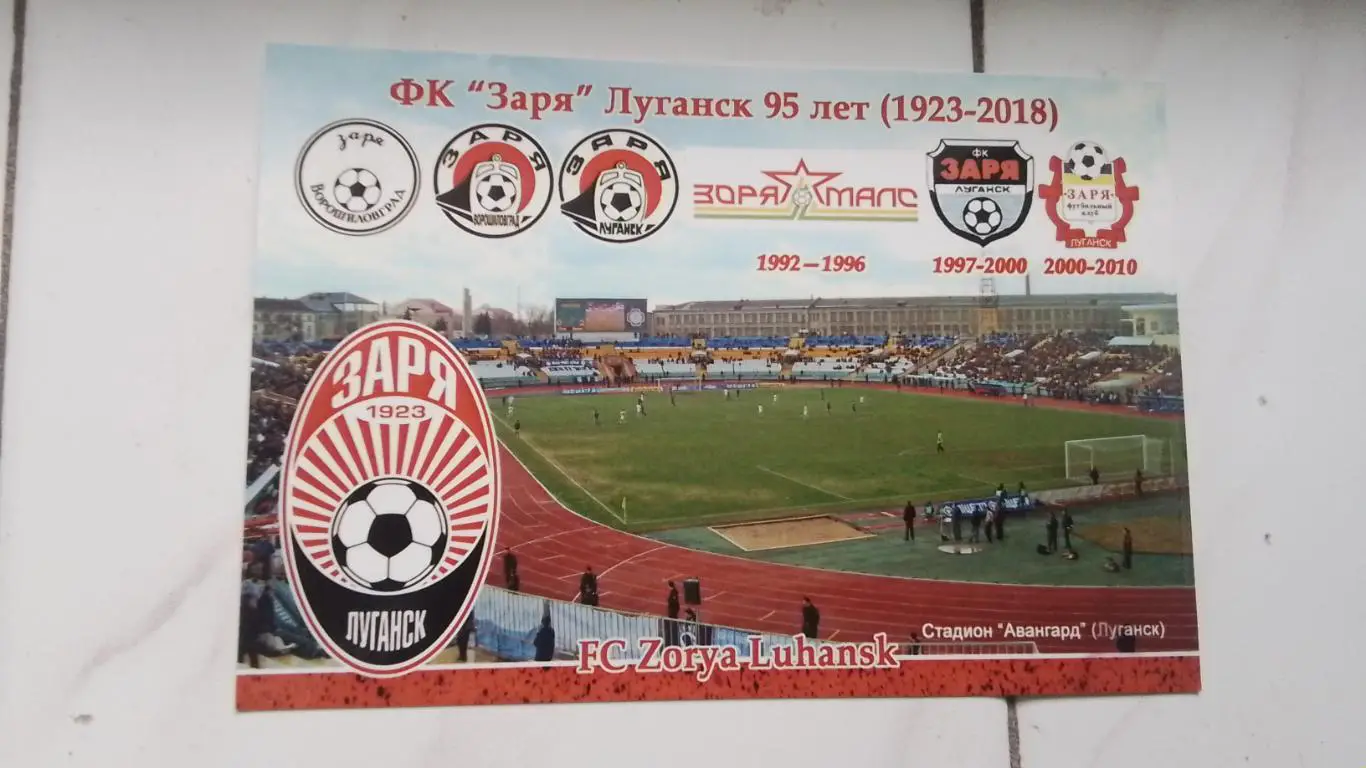 ФК "Заря" Луганск 95 лет (1923-2018)
заря
ВОРОШИЛОВГРАД
ЗАРЯ
ВОРОШИЛОВГРАД
ЗАРЯ
ЛУГАНСК
ЗОРЯ МАЛС
ФК
ЗАРЯ
ЛУГАНСК
ЗАРЯ
футбольный
клуб
ЛУГАНСК
1992-1996
1997-2000
2000-2010
ЗАРЯ
1923
ЛУГАНСК
Стадион "Авангард" (Луганск)
FC Zorya Luhansk